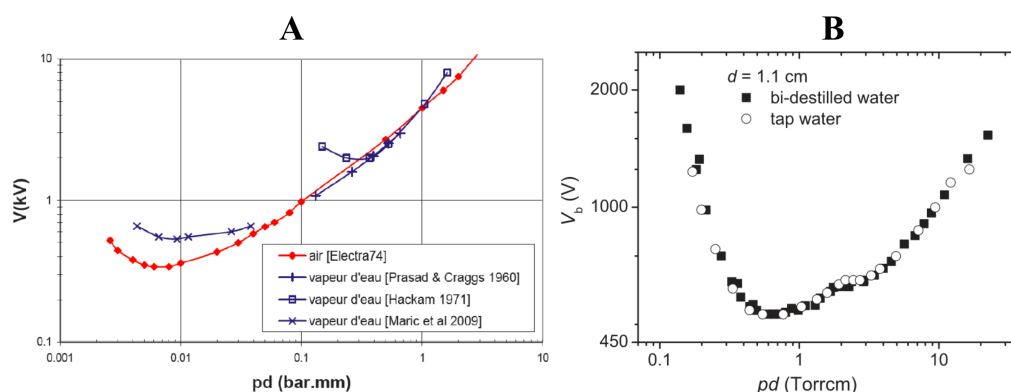 A
V(kV)
10
1
0.1
0.001
0.01
0.1
1
10
pd (bar.mm)
air [Electra74]
vapeur d'eau [Prasad & Craggs 1960]
vapeur d'eau [Hackam 1971]
vapeur d'eau [Maric et al 2009]
B
V_b (V)
2000
1000
450
d = 1.1 cm
bi-destilled water
tap water
0.1
1
10
pd (Torrcm)